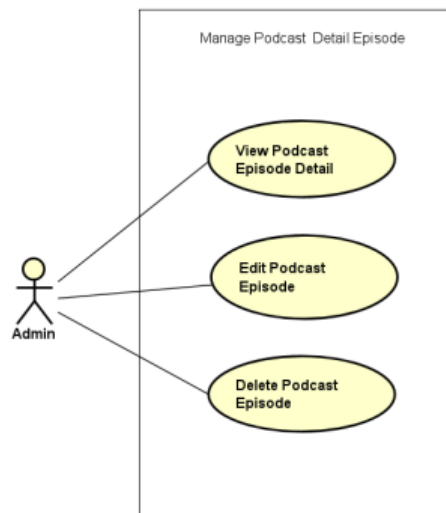 Manage Podcast Detail Episode
View Podcast
Episode Detail
Edit Podcast
Episode
Admin
Delete Podcast
Episode